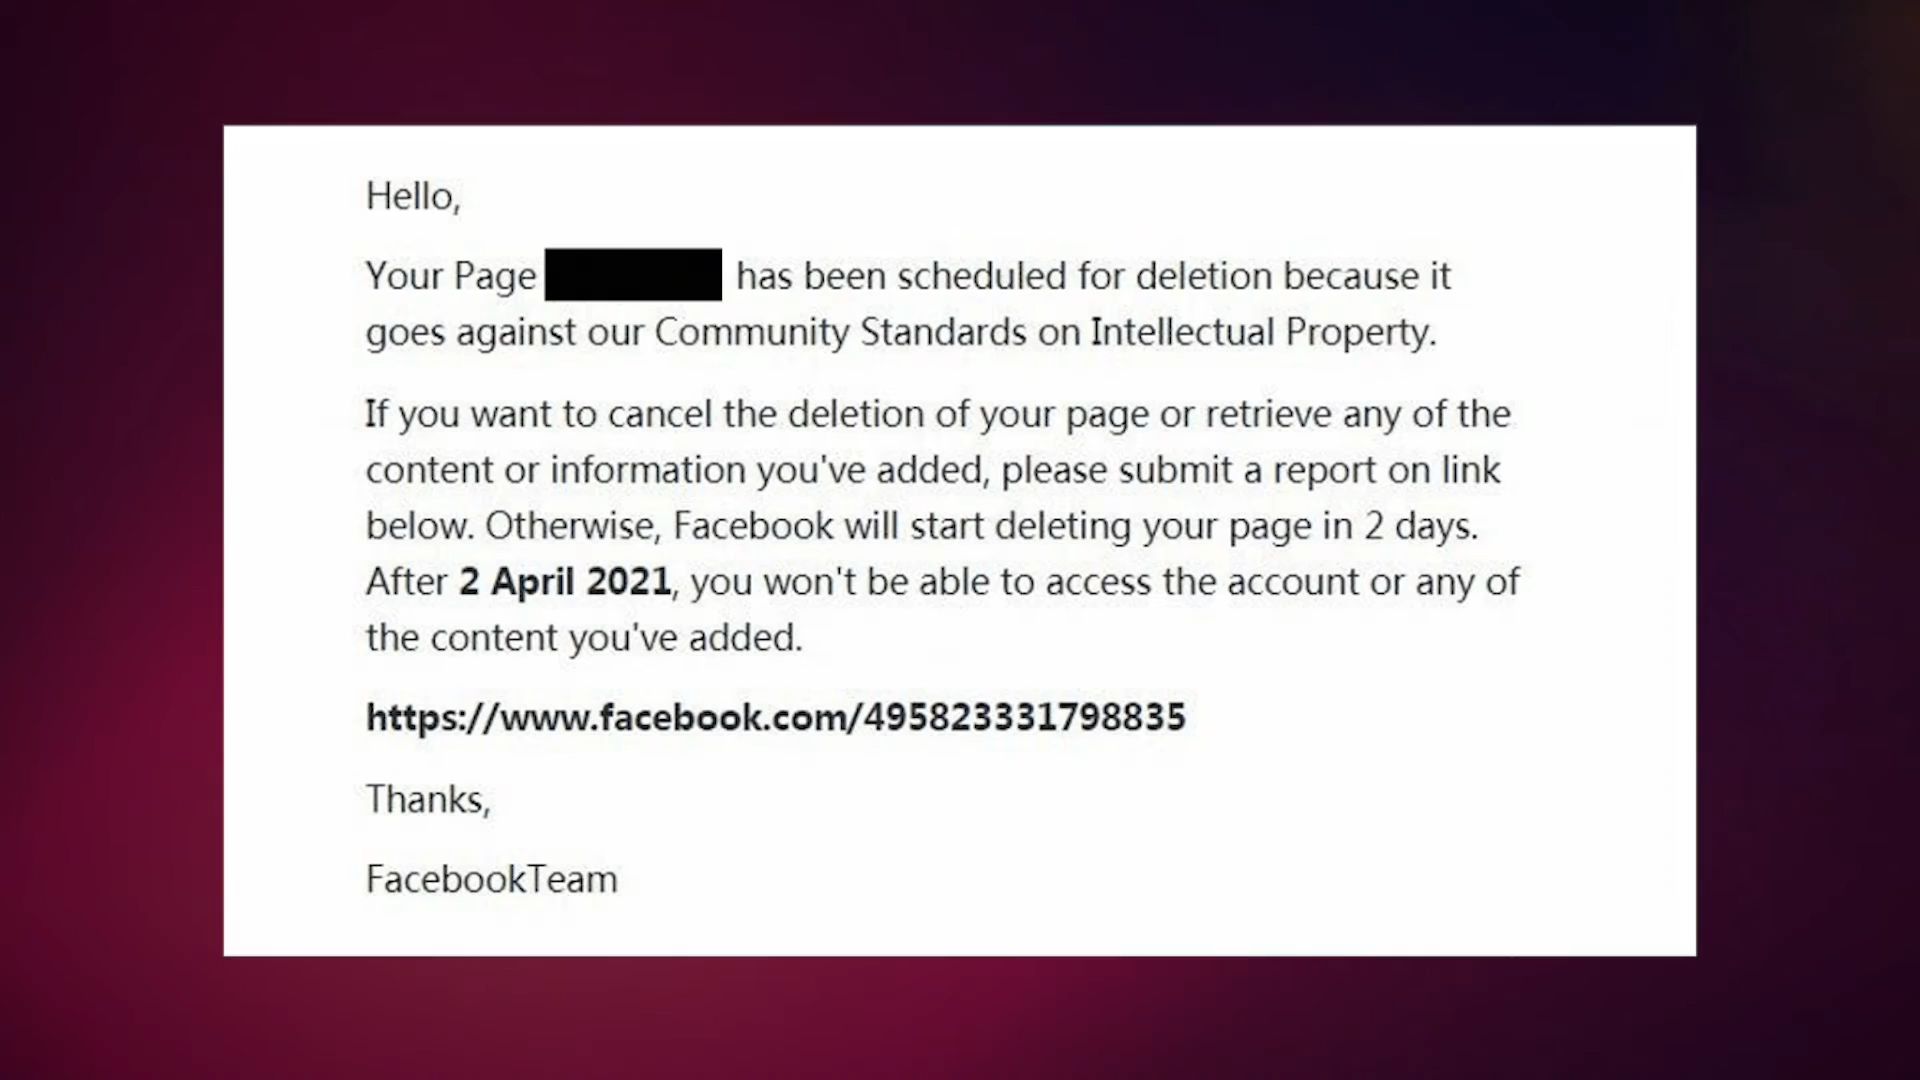 Hello,
Your Page has been scheduled for deletion because it
goes against our Community Standards on Intellectual Property.
If you want to cancel the deletion of your page or retrieve any of the
content or information you've added, please submit a report on link
below. Otherwise, Facebook will start deleting your page in 2 days.
After 2 April 2021, you won't be able to access the account or any of
the content you've added.
https://www.facebook.com/495823331798835
Thanks,
FacebookTeam